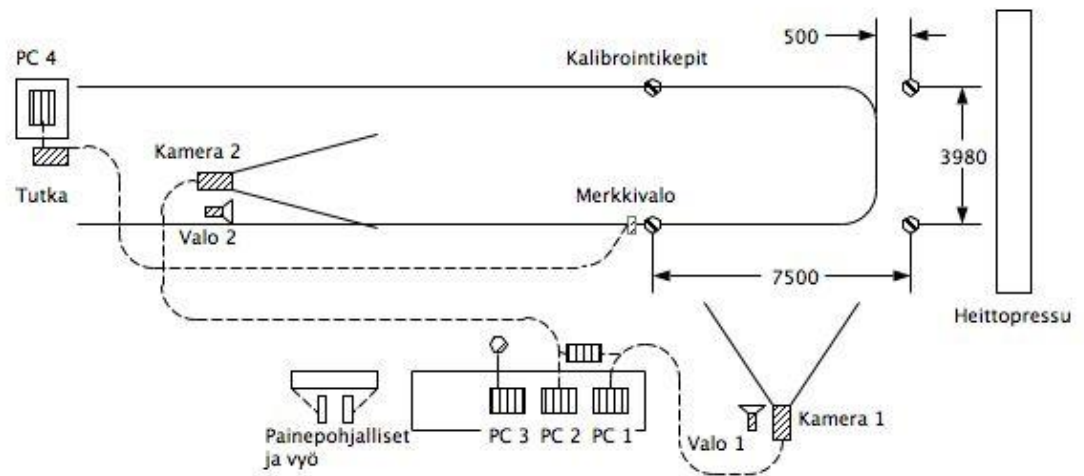 500
PC 4
Kalibrointikepit
Kamera 2
3980
Tutka
Merkkivalo
Valo 2
7500
Heittopressu
Painepohjalliset
ja vyö
PC 3
PC 2
PC 1
Valo 1
Kamera 1